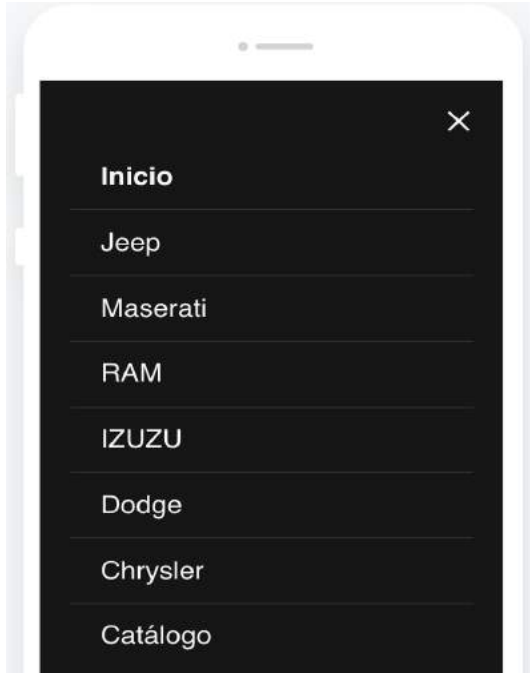 Inicio
Jeep
Maserati
RAM
IZUZU
Dodge
Chrysler
Catálogo